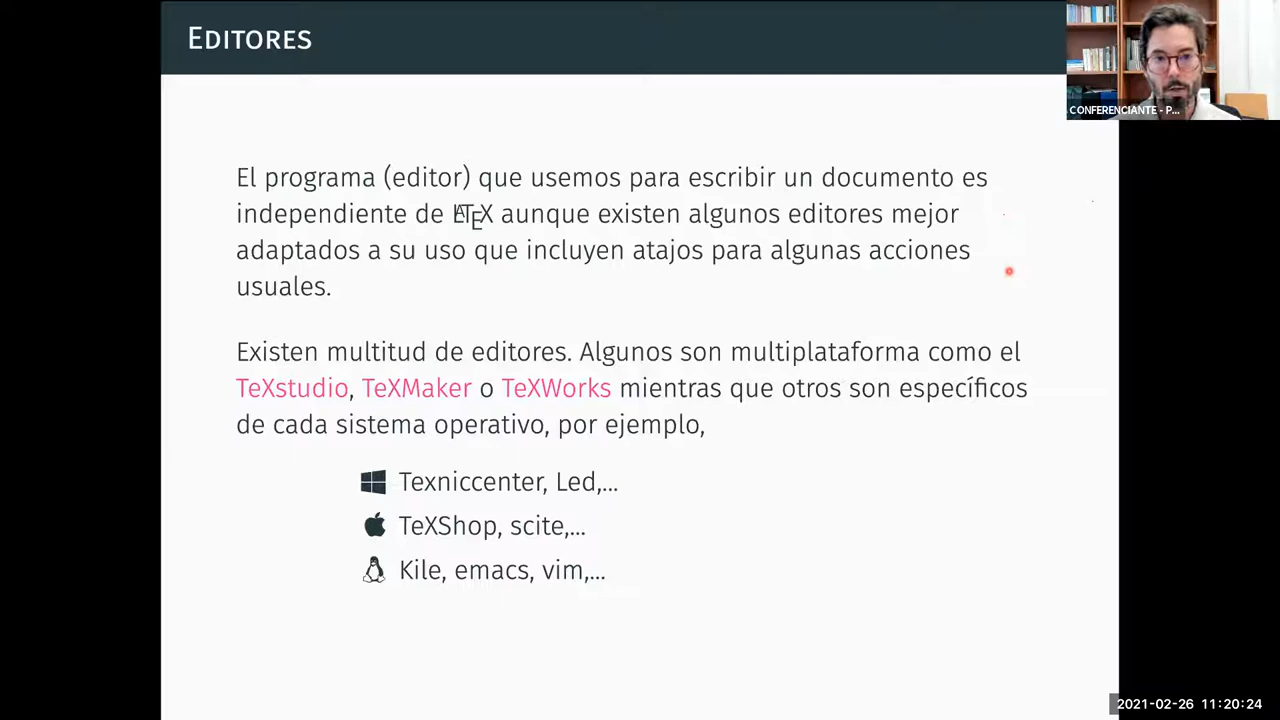 EDITORES
CONFERENCIANTE - P...
El programa (editor) que usemos para escribir un documento es
independiente de LATEX aunque existen algunos editores mejor
adaptados a su uso que incluyen atajos para algunas acciones
usuales.
Existen multitud de editores. Algunos son multiplataforma como el
TeXstudio, TeXMaker o TeXWorks mientras que otros son específicos
de cada sistema operativo, por ejemplo,
Texniccenter, Led,...
TeXShop, scite,...
Kile, emacs, vim,...
2021-02-26 11:20:24